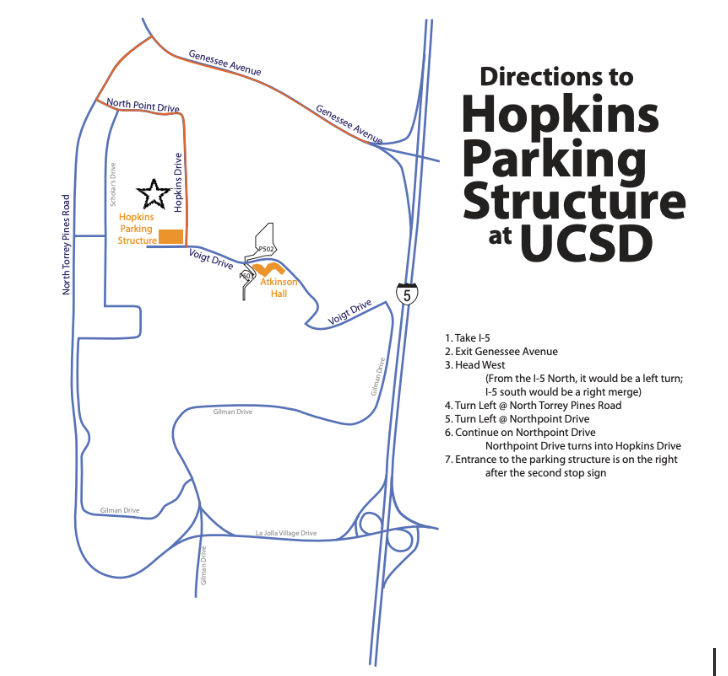 Directions to
Hopkins
Parking
Structure
at UCSD
Genessee Avenue
Genessee Avenue
North Point Drive
Scholar's Drive
Hopkins Drive
North Torrey Pines Road
Hopkins
Parking
Structure
Voigt Drive
P502
Atkinson
Hall
Voigt Drive
5
Gilman Drive
Gilman Drive
Gilman Drive
La Jolla Village Drive
Gilman Drive
1. Take I-5
2. Exit Genessee Avenue
3. Head West
(From the I-5 North, it would be a left turn;
I-5 south would be a right merge)
4. Turn Left @ North Torrey Pines Road
5. Turn Left @ Northpoint Drive
6. Continue on Northpoint Drive
Northpoint Drive turns into Hopkins Drive
7. Entrance to the parking structure is on the right
after the second stop sign